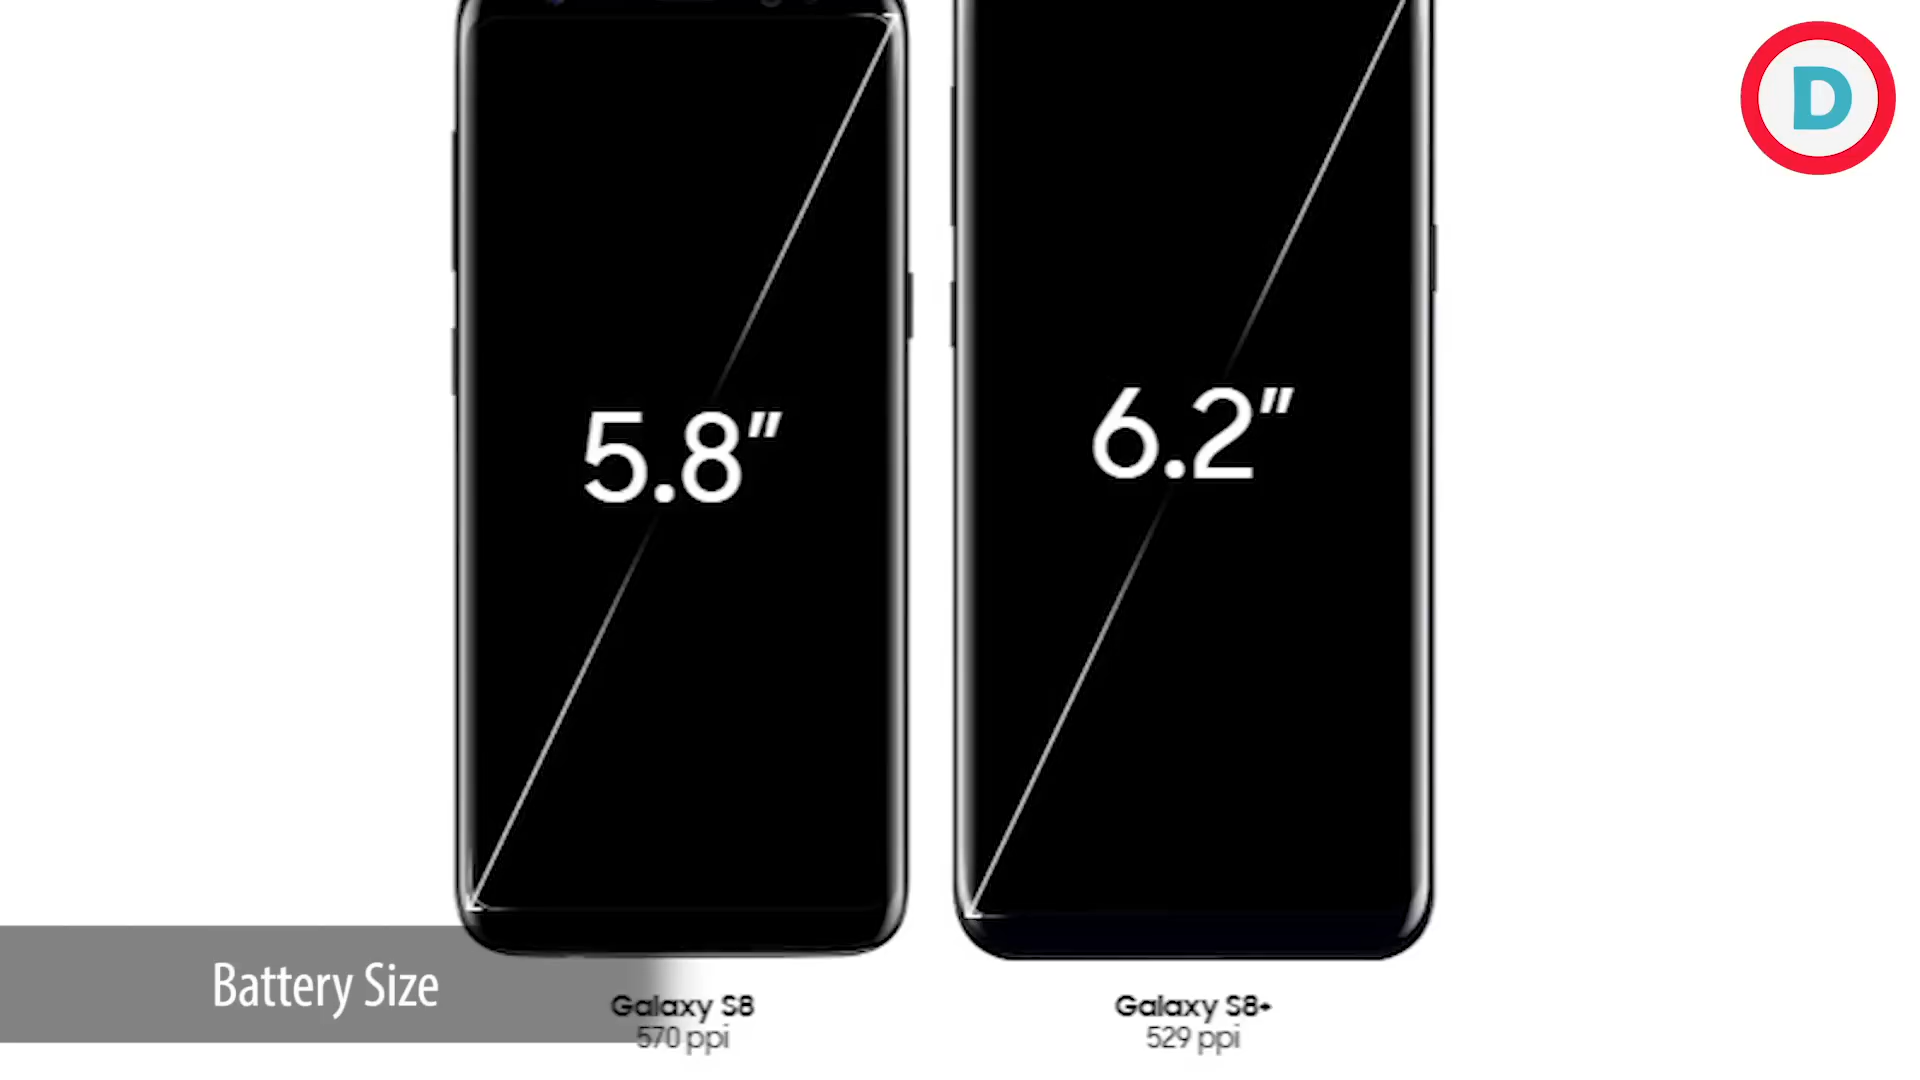 D
5.8"
6.2"
Battery Size
Galaxy S8
570 ppi
Galaxy S8+
529 ppi